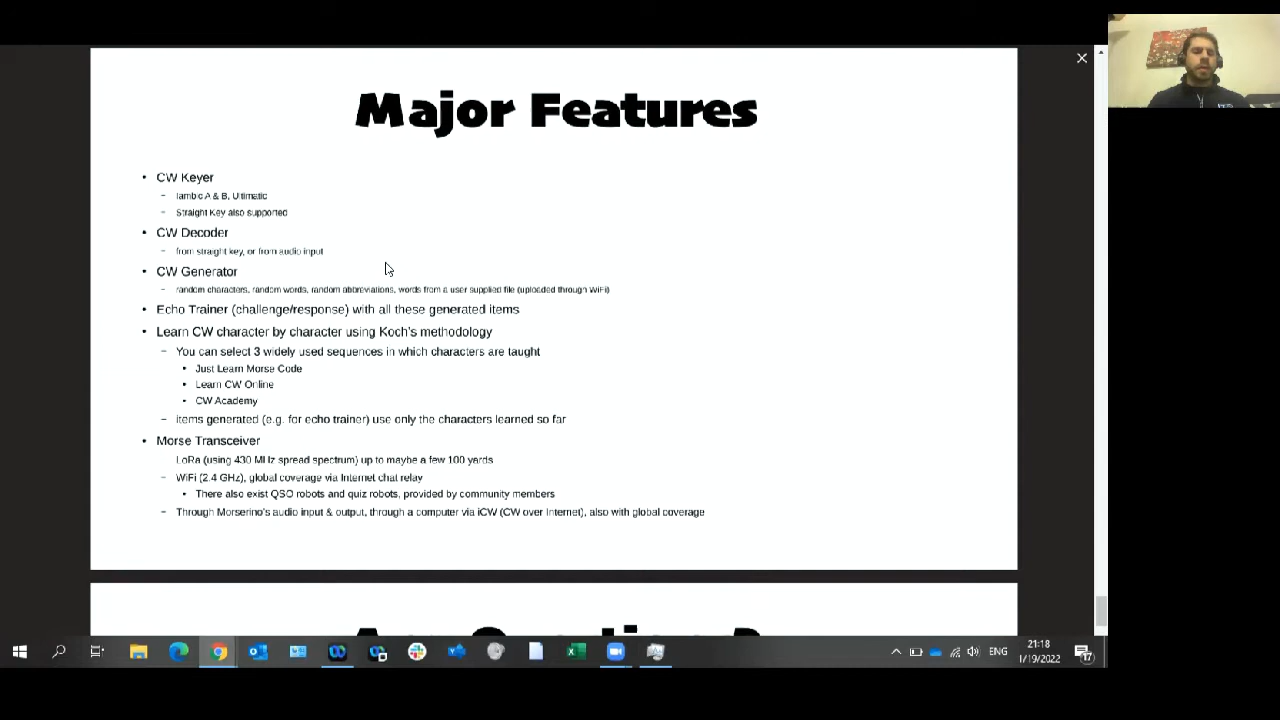 Major Features
• CW Keyer
– Iambic A & B, Ultimatic
– Straight Key also supported
• CW Decoder
– from straight key, or from audio input
• CW Generator
– random characters, random words, random abbreviations, words from a user supplied file (uploaded through WiFi)
• Echo Trainer (challenge/response) with all these generated items
• Learn CW character by character using Koch's methodology
– You can select 3 widely used sequences in which characters are taught
• Just Learn Morse Code
• Learn CW Online
• CW Academy
– items generated (e.g. for echo trainer) use only the characters learned so far
• Morse Transceiver
LoRa (using 430 MHz spread spectrum) up to maybe a few 100 yards
– WiFi (2.4 GHz), global coverage via Internet chat relay
• There also exist QSO robots and quiz robots, provided by community members
– Through Morserino's audio input & output, through a computer via iCW (CW over Internet), also with global coverage
ENG
21:18
1/19/2022
17